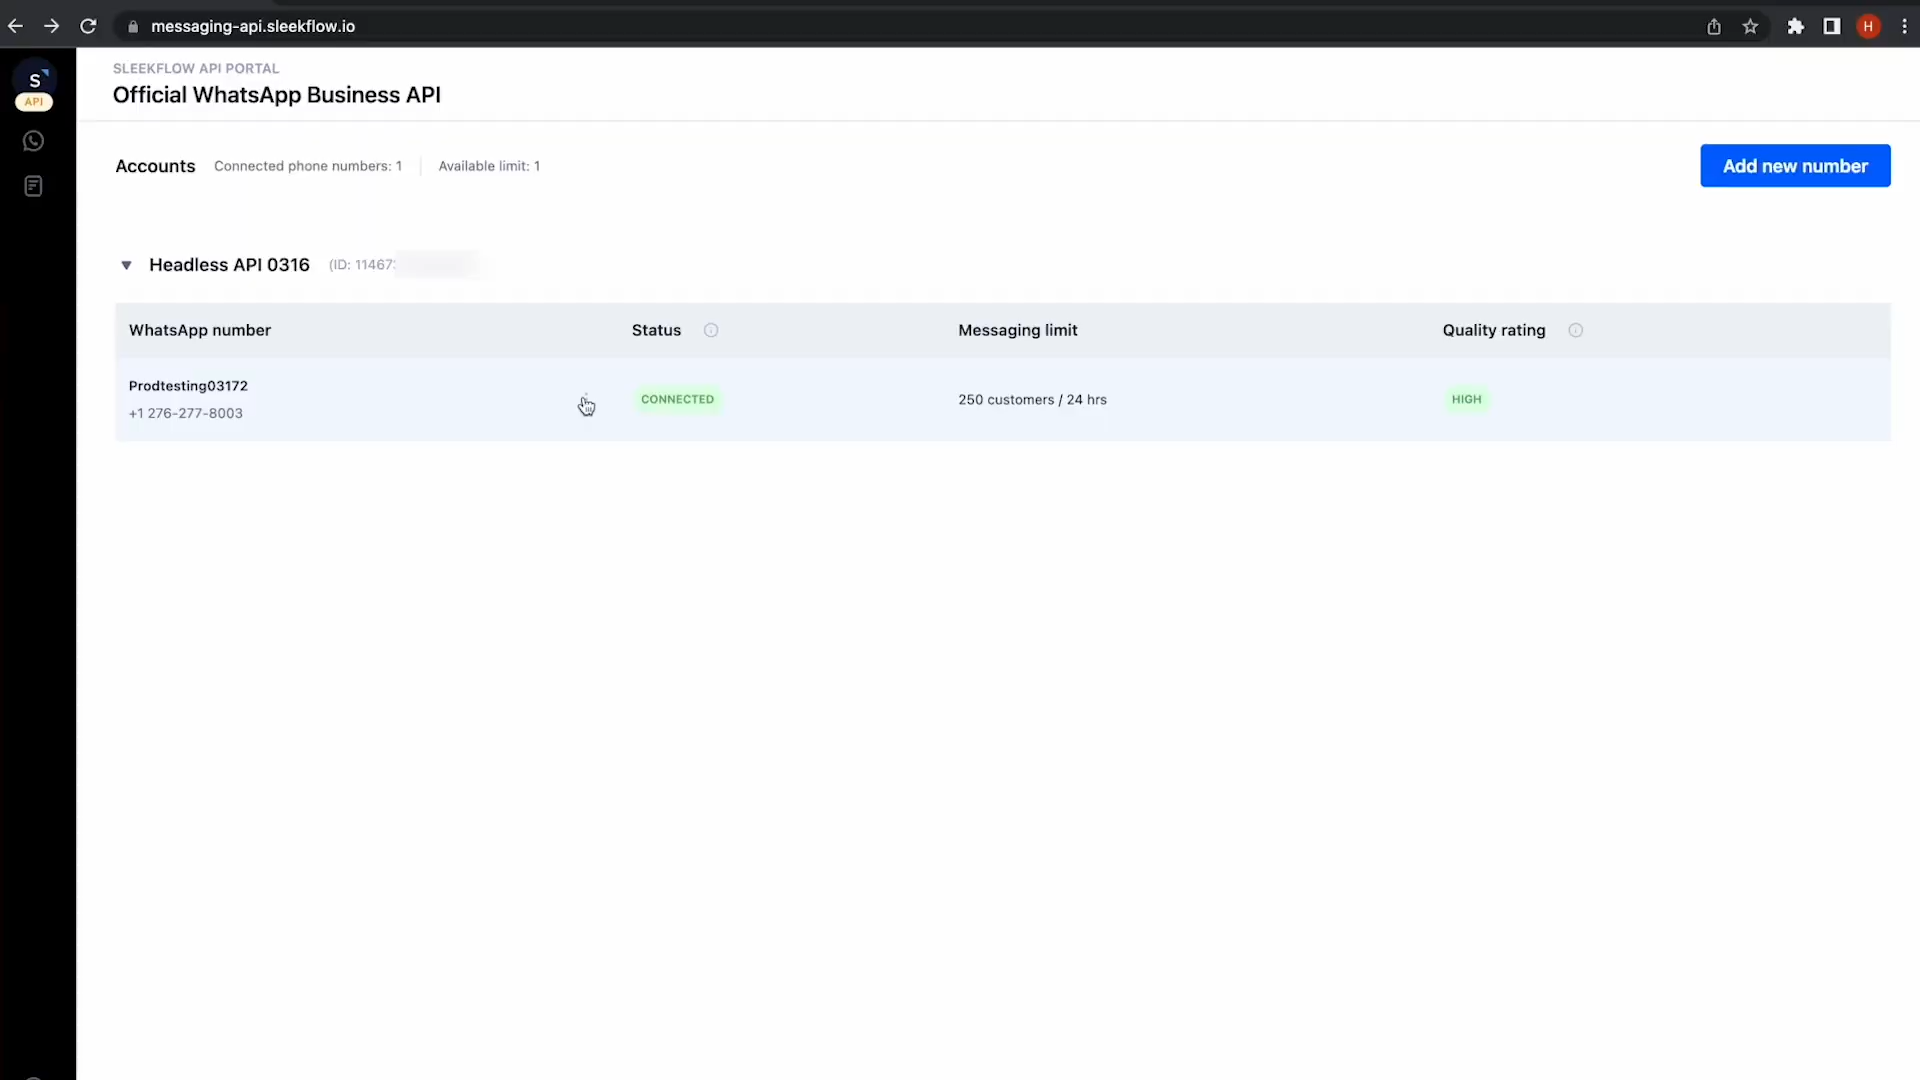 messaging-api.sleekflow.io
H
S
API
SLEEKFLOW API PORTAL
Official WhatsApp Business API
Accounts Connected phone numbers: 1 Available limit: 1
Add new number
Headless API 0316 (ID: 11467
WhatsApp number Status Messaging limit Quality rating
Prodtesting03172
+1 276-277-8003
CONNECTED 250 customers / 24 hrs HIGH